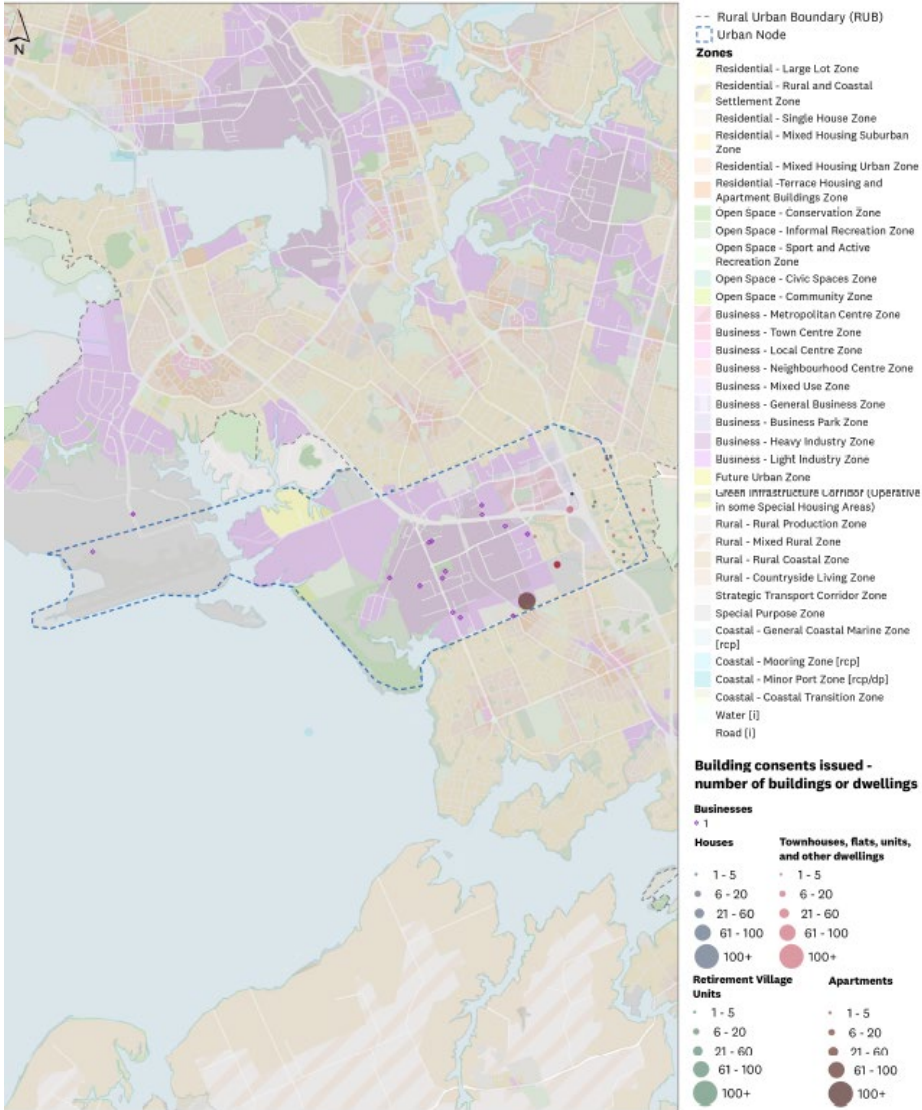 N
Rural Urban Boundary (RUB)
Urban Node
Zones
Residential - Large Lot Zone
Residential - Rural and Coastal
Settlement Zone
Residential - Single House Zone
Residential - Mixed Housing Suburban
Zone
Residential - Mixed Housing Urban Zone
Residential -Terrace Housing and
Apartment Buildings Zone
Open Space - Conservation Zone
Open Space - Informal Recreation Zone
Open Space - Sport and Active
Recreation Zone
Open Space - Civic Spaces Zone
Open Space - Community Zone
Business - Metropolitan Centre Zone
Business - Town Centre Zone
Business - Local Centre Zone
Business - Neighbourhood Centre Zone
Business - Mixed Use Zone
Business - General Business Zone
Business - Business Park Zone
Business - Heavy Industry Zone
Business - Light Industry Zone
Future Urban Zone
Green Infrastructure Corridor (Operative
in some Special Housing Areas)
Rural - Rural Production Zone
Rural - Mixed Rural Zone
Rural - Rural Coastal Zone
Rural - Countryside Living Zone
Strategic Transport Corridor Zone
Special Purpose Zone
Coastal - General Coastal Marine Zone
[rcp]
Coastal - Mooring Zone [rcp]
Coastal - Minor Port Zone [rcp/dp]
Coastal - Coastal Transition Zone
Water [i]
Road [i]
Building consents issued -
number of buildings or dwellings
Businesses
1
Houses
1 - 5
6 - 20
21 - 60
61 - 100
100+
Townhouses, flats, units,
and other dwellings
1 - 5
6 - 20
21 - 60
61 - 100
100+
Retirement Village
Units
1 - 5
6 - 20
21 - 60
61 - 100
100+
Apartments
1 - 5
6 - 20
21 - 60
61 - 100
100+